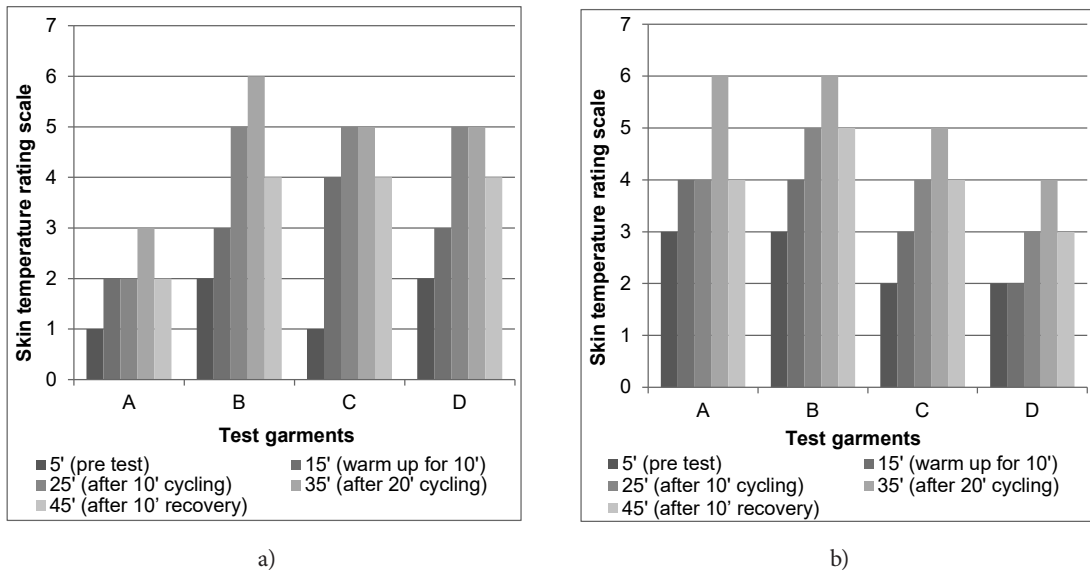 7
6
5
4
3
2
1
0
Skin temperature rating scale
A B C D
Test garments
5' (pre test) 15' (warm up for 10')
25' (after 10' cycling) 35' (after 20' cycling)
45' (after 10’ recovery)
a)
7
6
5
4
3
2
1
0
Skin temperature rating scale
A B C D
Test garments
5' (pre test) 15' (warm up for 10')
25' (after 10' cycling) 35' (after 20' cycling)
45' (after 10’ recovery)
b)